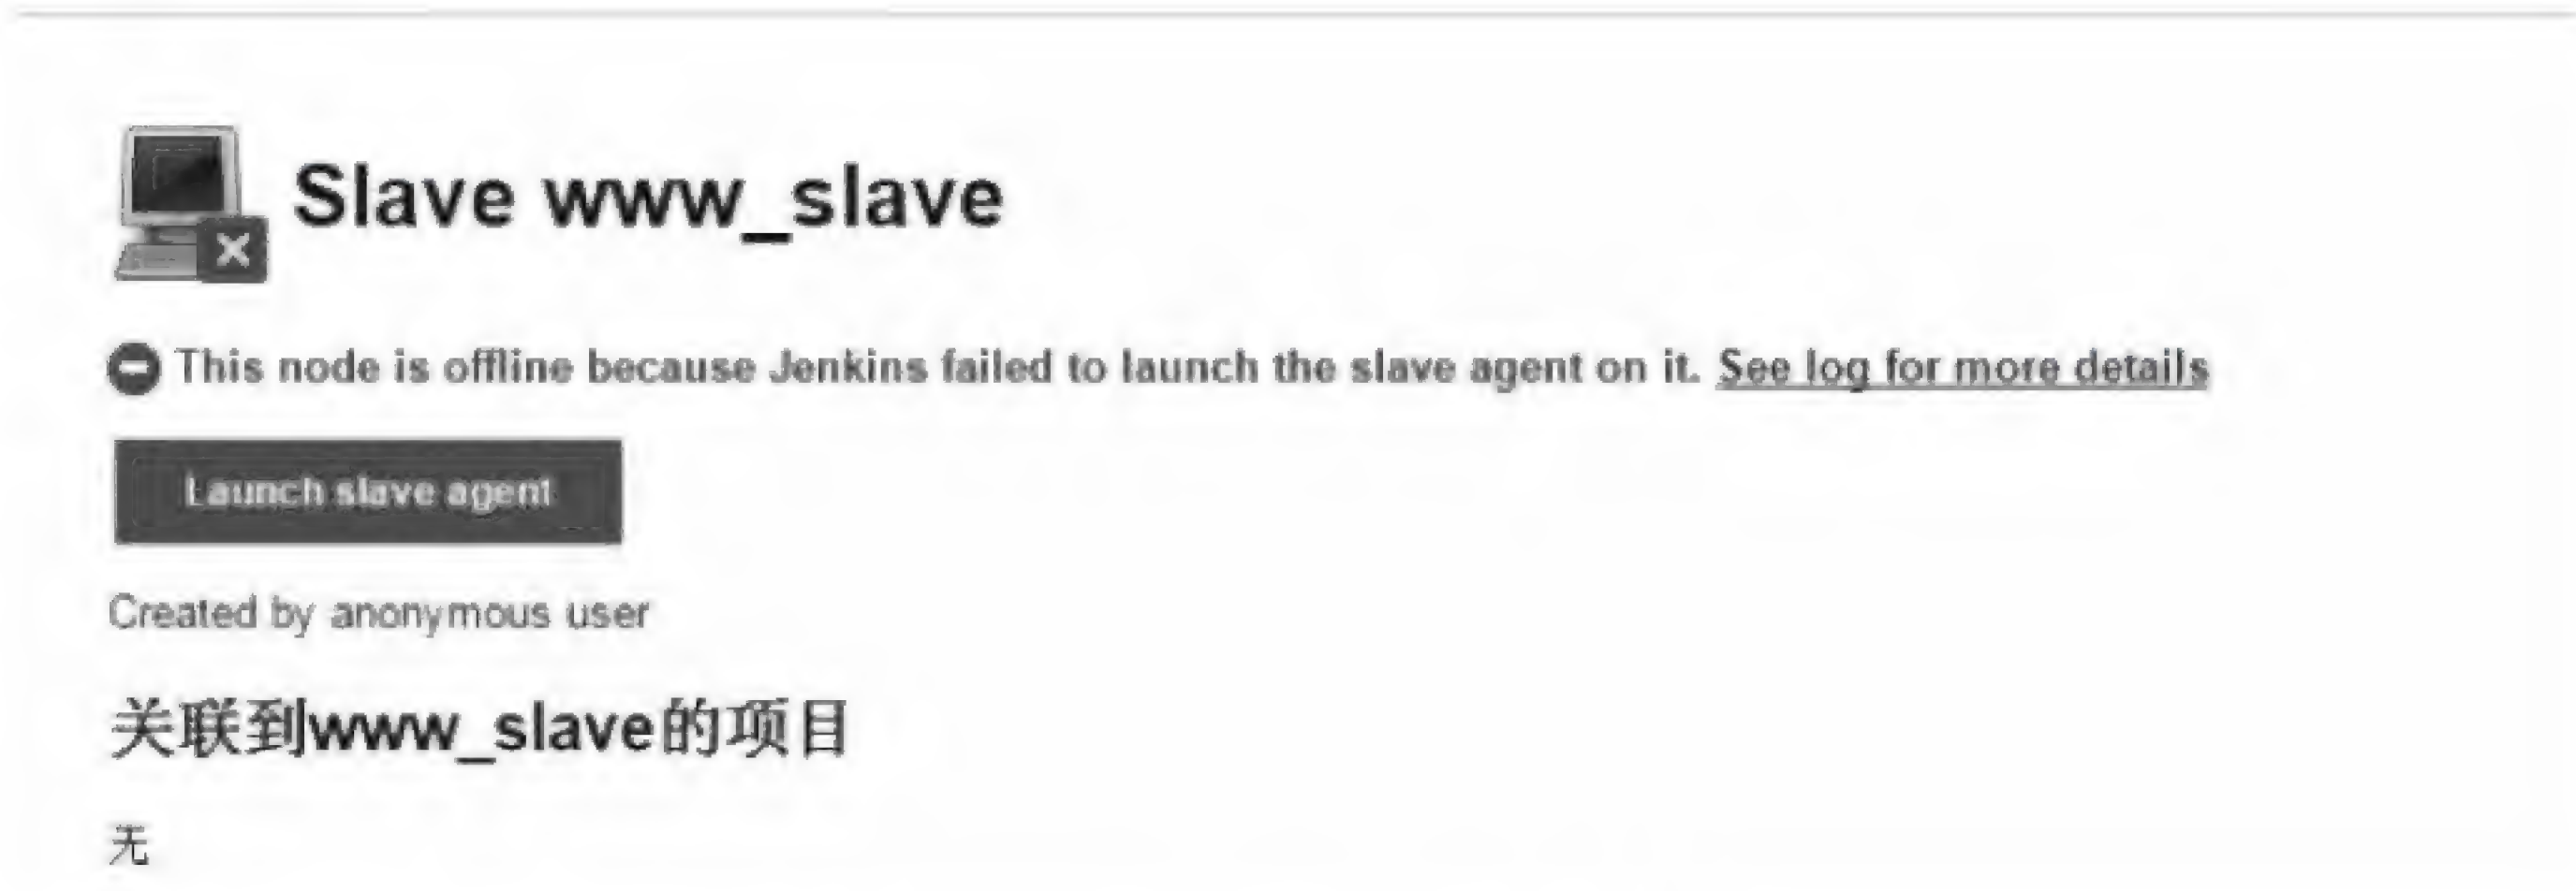 Slave www_slave
This node is offline because Jenkins failed to launch the slave agent on it. See log for more details
Launch slave agent
Created by anonymous user
关联到www_slave的项目
无